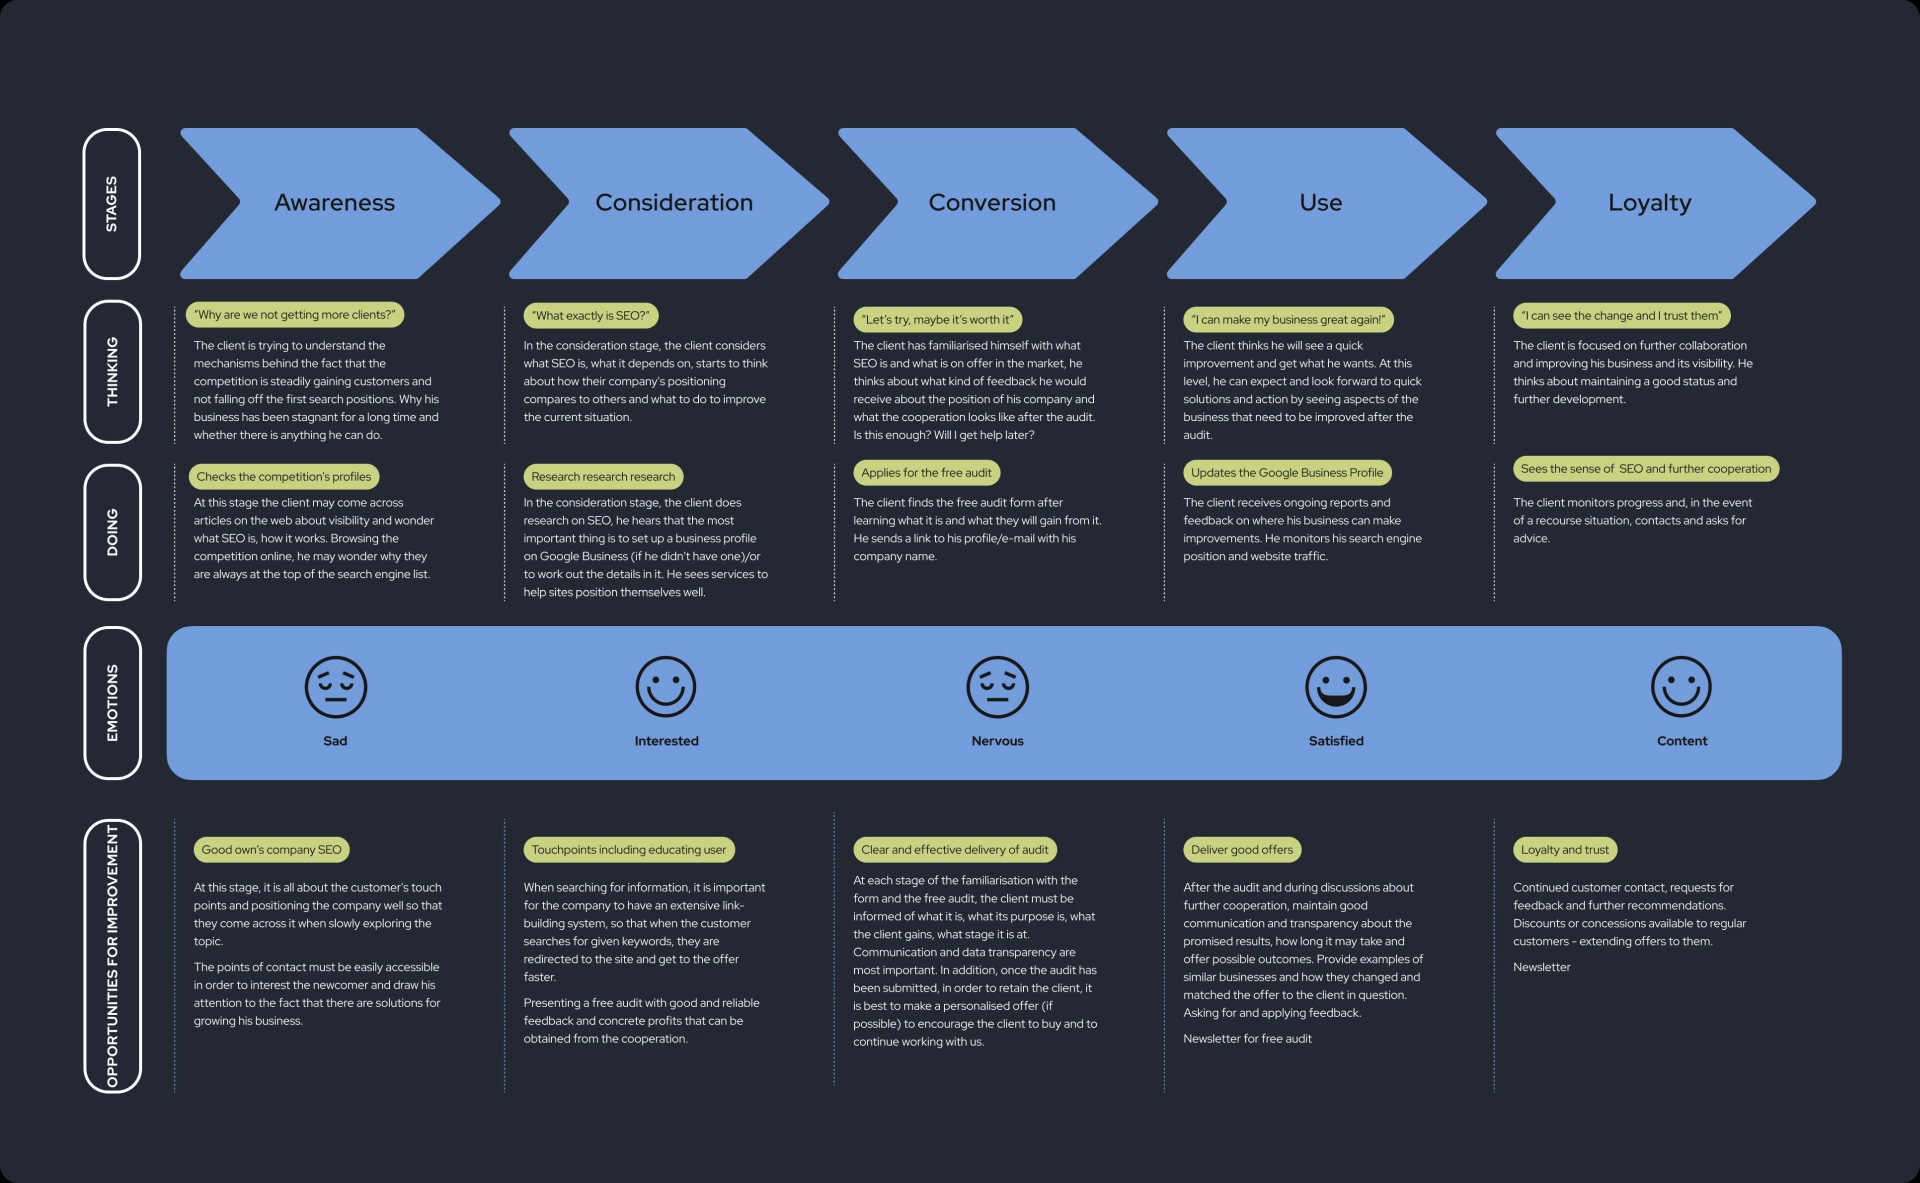 STAGES
Awareness
Consideration
Conversion
Use
Loyalty
THINKING
“Why are we not getting more clients?”
The client is trying to understand the
mechanisms behind the fact that the
competition is steadily gaining customers and
not falling off the first search positions. Why his
business has been stagnant for a long time and
whether there is anything he can do.
“What exactly is SEO?”
In the consideration stage, the client considers
what SEO is, what it depends on, starts to think
about how their company's positioning
compares to others and what to do to improve
the current situation.
“Let’s try, maybe it’s worth it”
The client has familiarised himself with what
SEO is and what is on offer in the market, he
thinks about what kind of feedback he would
receive about the position of his company and
what the cooperation looks like after the audit.
Is this enough? Will I get help later?
“I can make my business great again!”
The client thinks he will see a quick
improvement and get what he wants. At this
level, he can expect and look forward to quick
solutions and action by seeing aspects of the
business that need to be improved after the
audit.
“I can see the change and I trust them”
The client is focused on further collaboration
and improving his business and its visibility. He
thinks about maintaining a good status and
further development.
DOING
Checks the competition’s profiles
At this stage the client may come across
articles on the web about visibility and wonder
what SEO is, how it works. Browsing the
competition online, he may wonder why they
are always at the top of the search engine list.
Research research research
In the consideration stage, the client does
research on SEO, he hears that the most
important thing is to set up a business profile
on Google Business (if he didn't have one)/or
to work out the details in it. He sees services to
help sites position themselves well.
Applies for the free audit
The client finds the free audit form after
learning what it is and what they will gain from it.
He sends a link to his profile/e-mail with his
company name.
Updates the Google Business Profile
The client receives ongoing reports and
feedback on where his business can make
improvements. He monitors his search engine
position and website traffic.
Sees the sense of SEO and further cooperation
The client monitors progress and, in the event
of a recourse situation, contacts and asks for
advice.
EMOTIONS
Sad
Interested
Nervous
Satisfied
Content
OPPORTUNITIES FOR IMPROVEMENT
Good own’s company SEO
At this stage, it is all about the customer's touch
points and positioning the company well so that
they come across it when slowly exploring the
topic.
The points of contact must be easily accessible
in order to interest the newcomer and draw his
attention to the fact that there are solutions for
growing his business.
Touchpoints including educating user
When searching for information, it is important
for the company to have an extensive link-
building system, so that when the customer
searches for given keywords, they are
redirected to the site and get to the offer
faster.
Presenting a free audit with good and reliable
feedback and concrete profits that can be
obtained from the cooperation.
Clear and effective delivery of audit
At each stage of the familiarisation with the
form and the free audit, the client must be
informed of what it is, what its purpose is, what
the client gains, what stage it is at.
Communication and data transparency are
most important. In addition, once the audit has
been submitted, in order to retain the client, it
is best to make a personalised offer (if
possible) to encourage the client to buy and to
continue working with us.
Deliver good offers
After the audit and during discussions about
further cooperation, maintain good
communication and transparency about the
promised results, how long it may take and
offer possible outcomes. Provide examples of
similar businesses and how they changed and
matched the offer to the client in question.
Asking for and applying feedback.
Newsletter for free audit
Loyalty and trust
Continued customer contact, requests for
feedback and further recommendations.
Discounts or concessions available to regular
customers - extending offers to them.
Newsletter